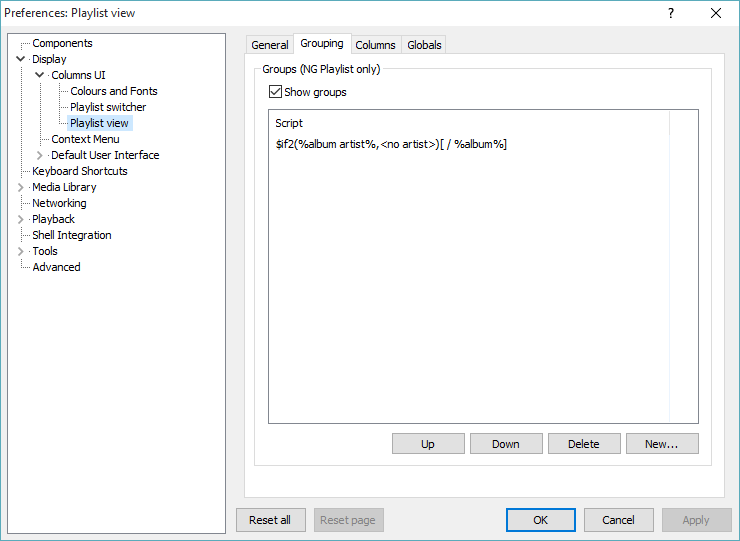 Preferences: Playlist view
?
Components
Display
Columns UI
Colours and Fonts
Playlist switcher
Playlist view
Context Menu
Default User Interface
Keyboard Shortcuts
Media Library
Networking
Playback
Shell Integration
Tools
Advanced
General Grouping Columns Globals
Groups (NG Playlist only)
Show groups
Script
$if2(%album artist%,<no artist>)[ / %album%]
Up Down Delete New...
Reset all Reset page OK Cancel Apply